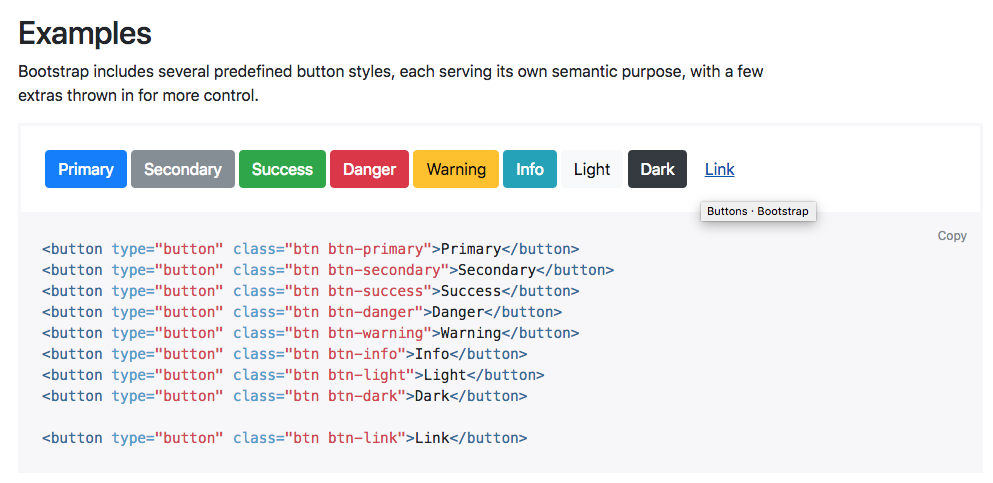 Examples
Bootstrap includes several predefined button styles, each serving its own semantic purpose, with a few
extras thrown in for more control.
Primary Secondary Success Danger Warning Info Light Dark Link
Buttons · Bootstrap
Copy
<button type="button" class="btn btn-primary">Primary</button>
<button type="button" class="btn btn-secondary">Secondary</button>
<button type="button" class="btn btn-success">Success</button>
<button type="button" class="btn btn-danger">Danger</button>
<button type="button" class="btn btn-warning">Warning</button>
<button type="button" class="btn btn-info">Info</button>
<button type="button" class="btn btn-light">Light</button>
<button type="button" class="btn btn-dark">Dark</button>

<button type="button" class="btn btn-link">Link</button>